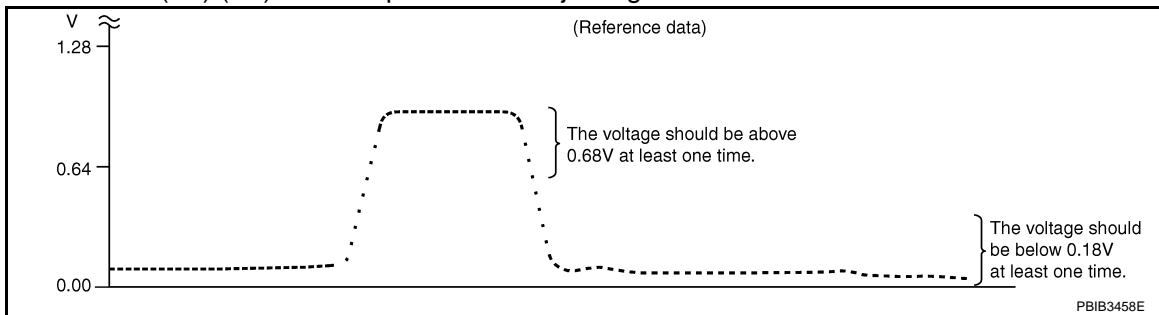 V
(Reference data)
1.28
The voltage should be above
0.68V at least one time.
0.64
The voltage should
be below 0.18V
at least one time.
0.00
PBIB3458E